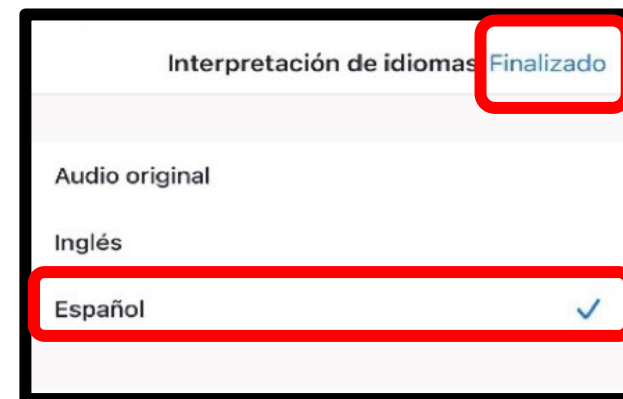 Interpretación de idiomas Finalizado
Audio original
Inglés
Español